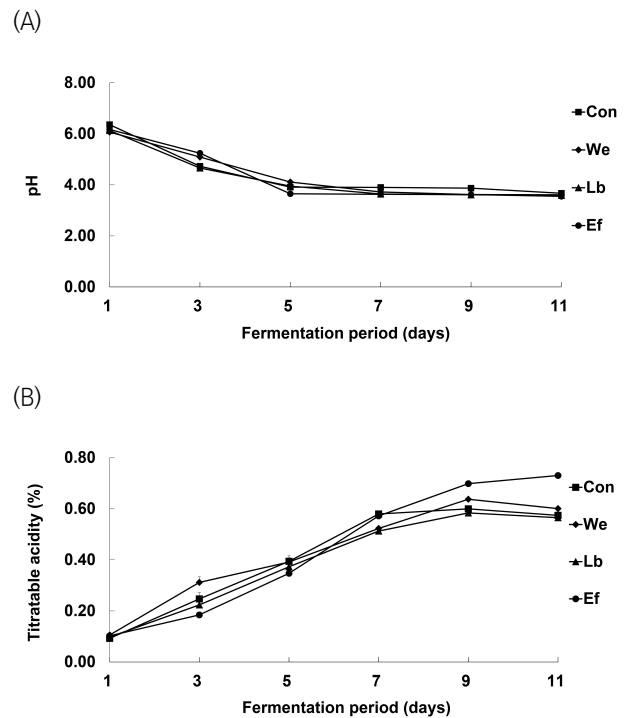 (A)
8.00
6.00
4.00
2.00
0.00
pH
1 3 5 7 9 11
Fermentation period (days)
Con
We
Lb
Ef
(B)
0.80
0.60
0.40
0.20
0.00
Titratable acidity (%)
1 3 5 7 9 11
Fermentation period (days)
Con
We
Lb
Ef